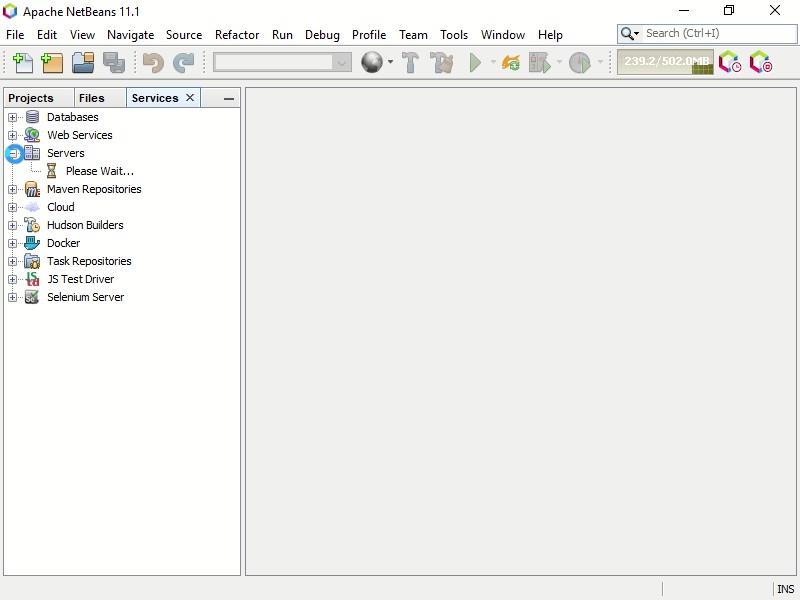 Apache NetBeans 11.1
File Edit View Navigate Source Refactor Run Debug Profile Team Tools Window Help
Search (Ctrl+I)
239.2/502.0MB
Projects Files Services
Databases
Web Services
Servers
Please Wait...
Maven Repositories
Cloud
Hudson Builders
Docker
Task Repositories
JS Test Driver
Selenium Server
INS